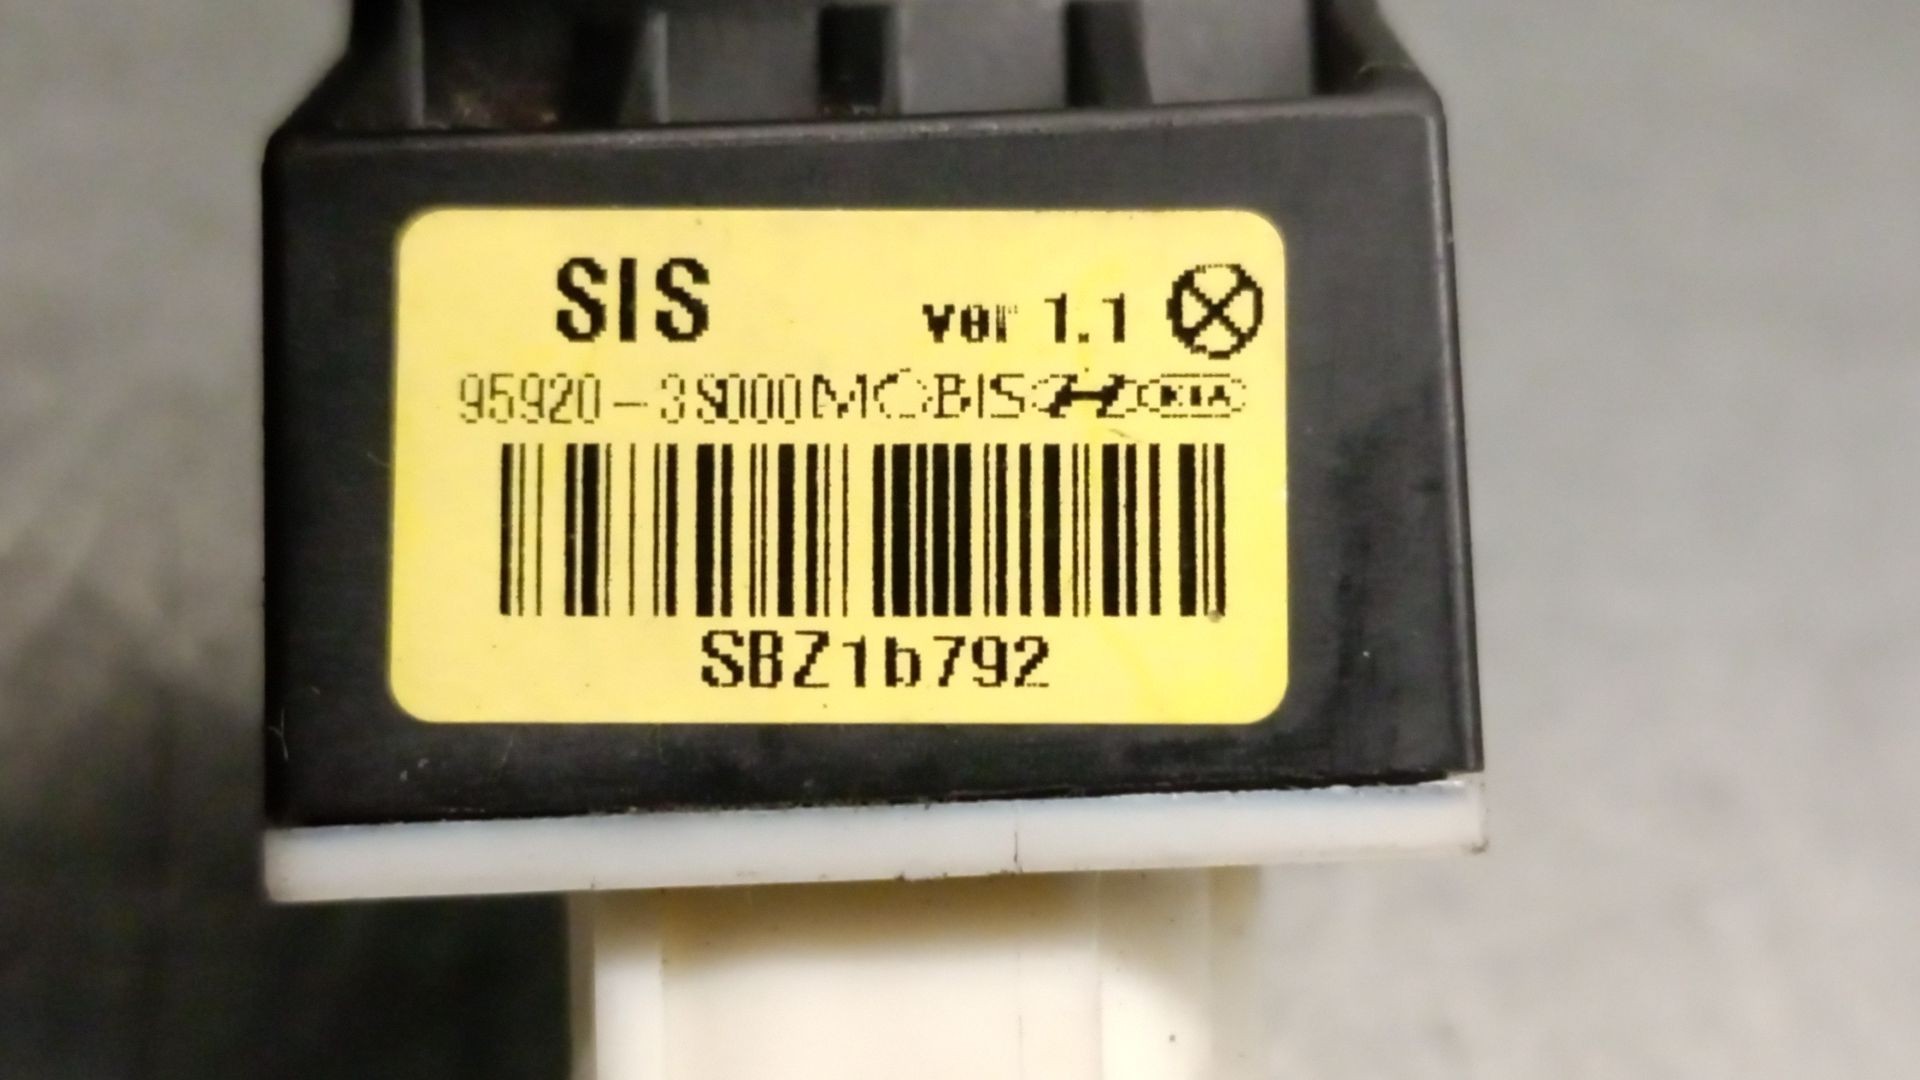 SIS ver 1.1
95920-3S000 MOBIS KIA
SBZ1b792